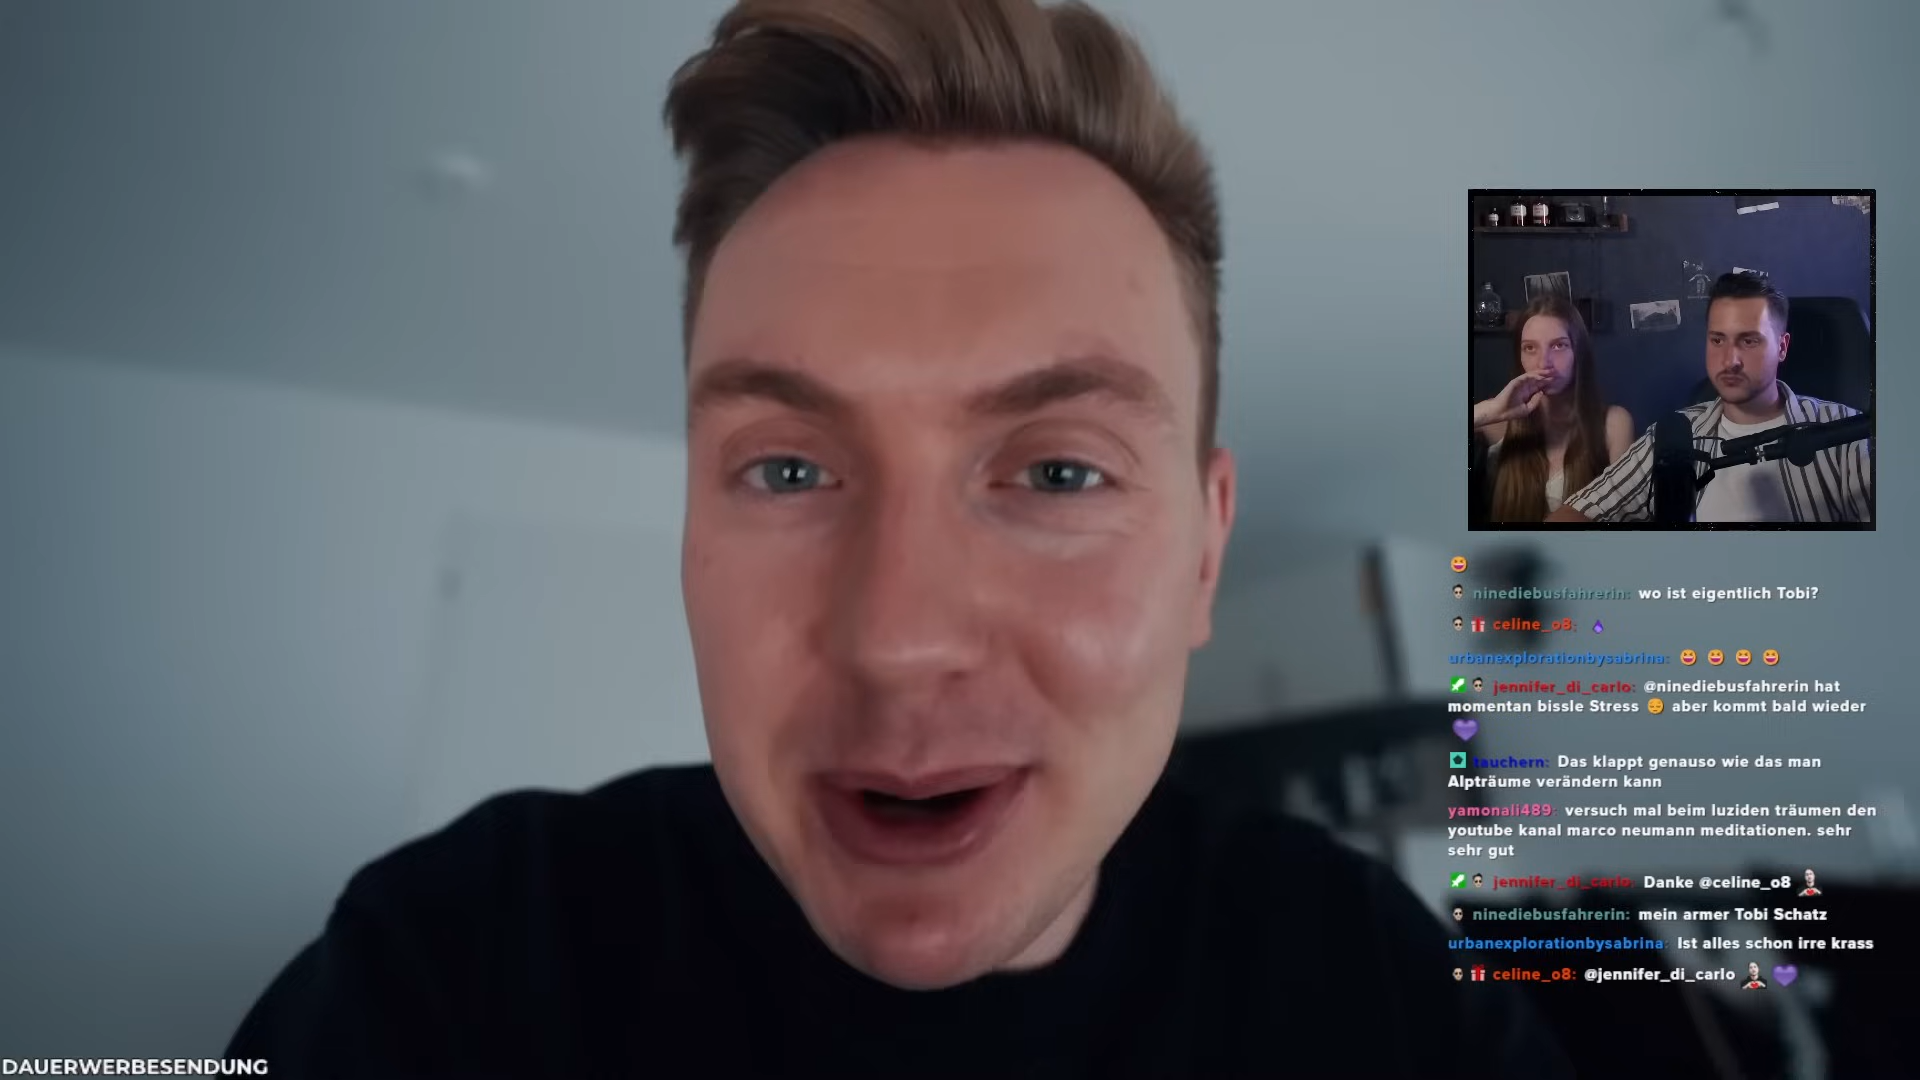 ninediebusfahrerin: wo ist eigentlich Tobi?
celine_o8:
urbanexplorationbysabrina:
jennifer_di_carlo: @ninediebusfahrerin hat
momentan bissle Stress aber kommt bald wieder
tauchern: Das klappt genauso wie das man
Alpträume verändern kann
yamonali489: versuch mal beim luziden träumen den
youtube kanal marco neumann meditationen. sehr
sehr gut
jennifer_di_carlo: Danke @celine_o8
ninediebusfahrerin: mein armer Tobi Schatz
urbanexplorationbysabrina: Ist alles schon irre krass
celine_o8: @jennifer_di_carlo
DAUERWERBESENDUNG